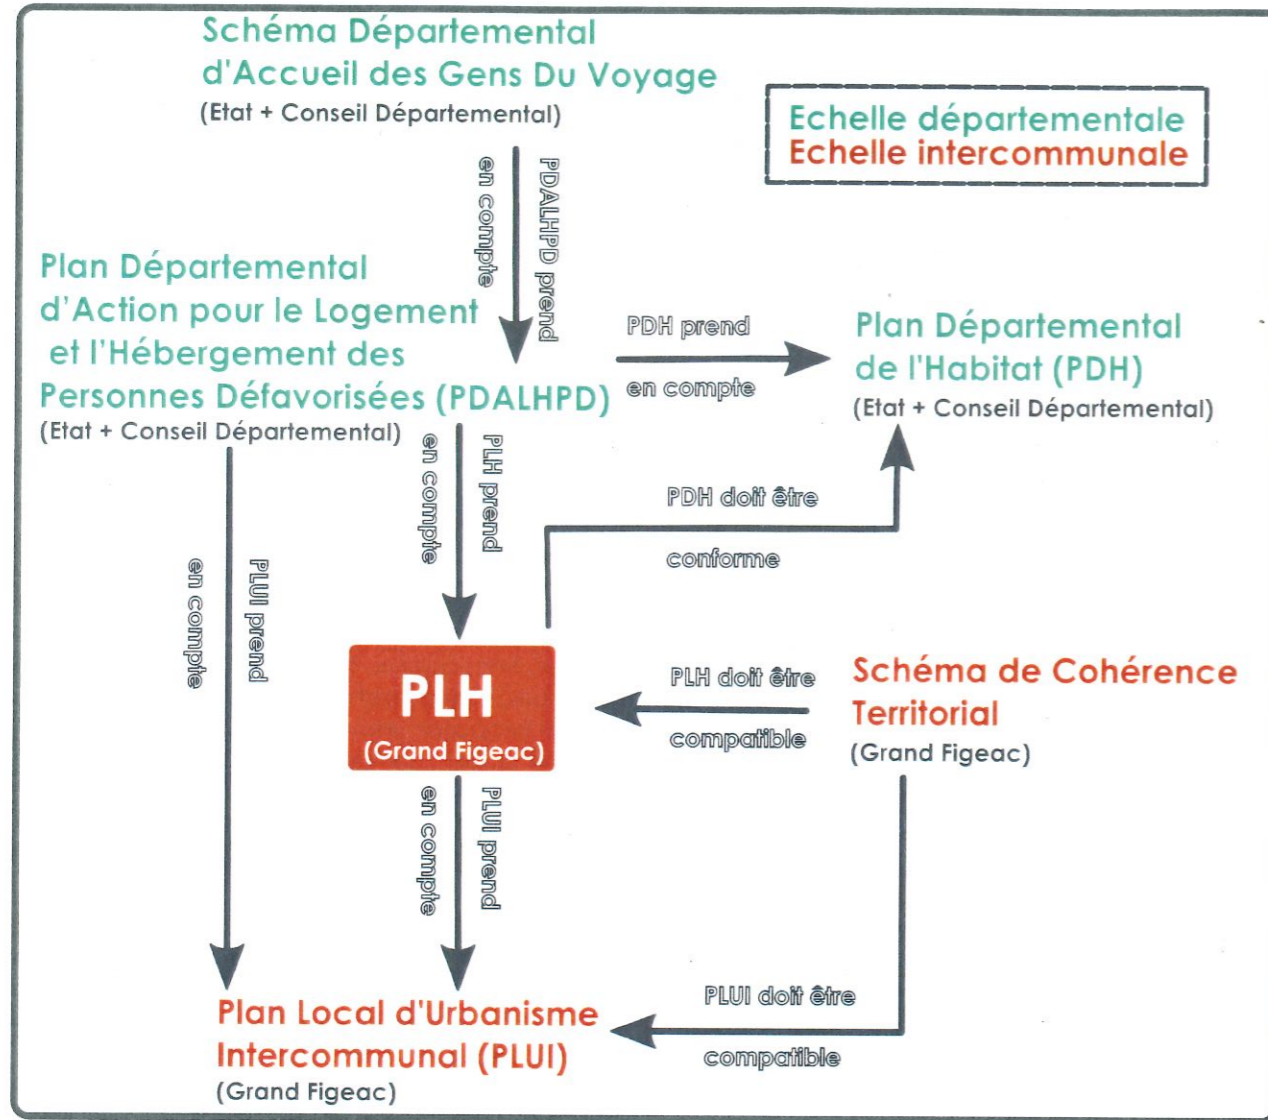 Schéma Départemental
d'Accueil des Gens Du Voyage
(Etat + Conseil Départemental)
Echelle départementale
Echelle intercommunale
PDALHPD prend
en compte
Plan Départemental
d'Action pour le Logement
et l'Hébergement des
Personnes Défavorisées (PDALHPD)
(Etat + Conseil Départemental)
PDH prend
en compte
Plan Départemental
de l'Habitat (PDH)
(Etat + Conseil Départemental)
PLH prend
en compte
PDH doit être
conforme
PLUI prend
en compte
PLH
(Grand Figeac)
PLH doit être
compatible
Schéma de Cohérence
Territorial
(Grand Figeac)
PLUI prend
en compte
PLUI doit être
compatible
Plan Local d'Urbanisme
Intercommunal (PLUI)
(Grand Figeac)